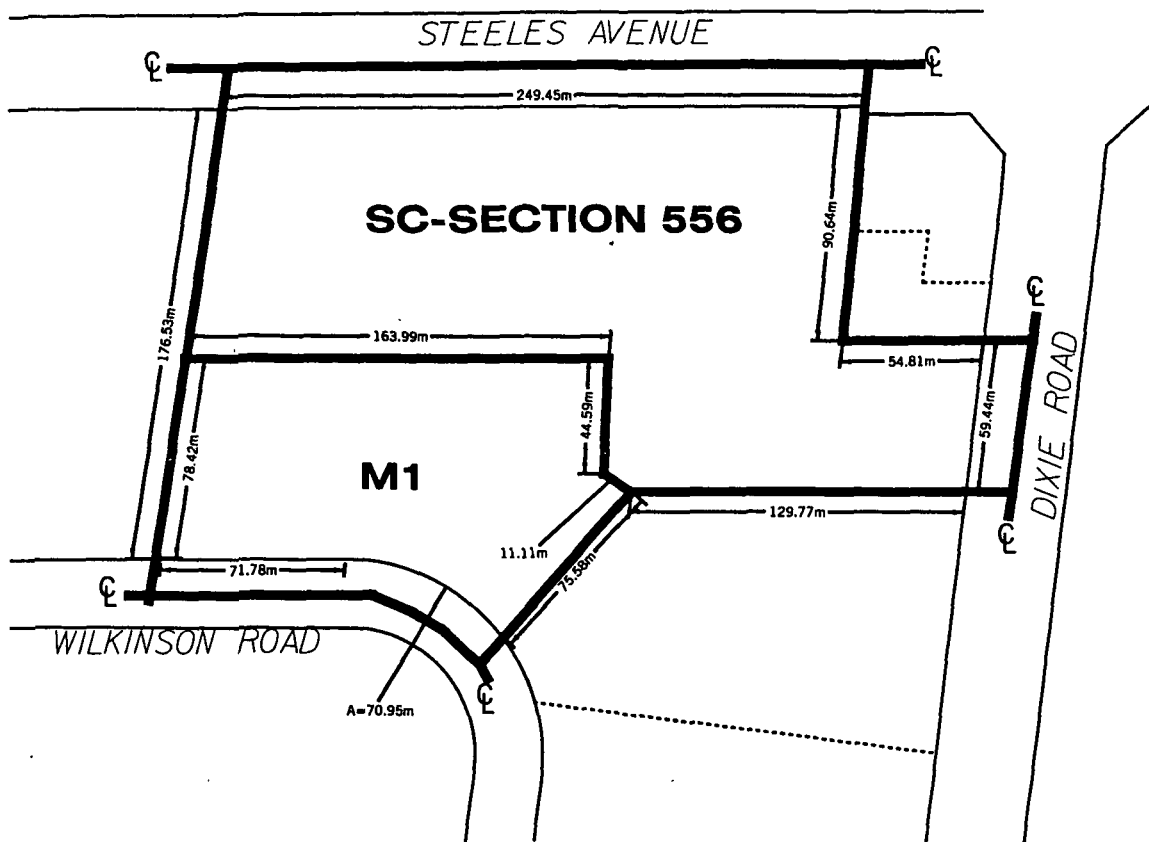 STEELES AVENUE
℄
℄
249.45m
SC-SECTION 556
90.64m
176.53m
163.99m
℄
54.81m
59.44m
DIXIE ROAD
44.59m
78.42m
M1
129.77m
11.11m
75.58m
℄
71.78m
℄
WILKINSON ROAD
℄
A=70.95m